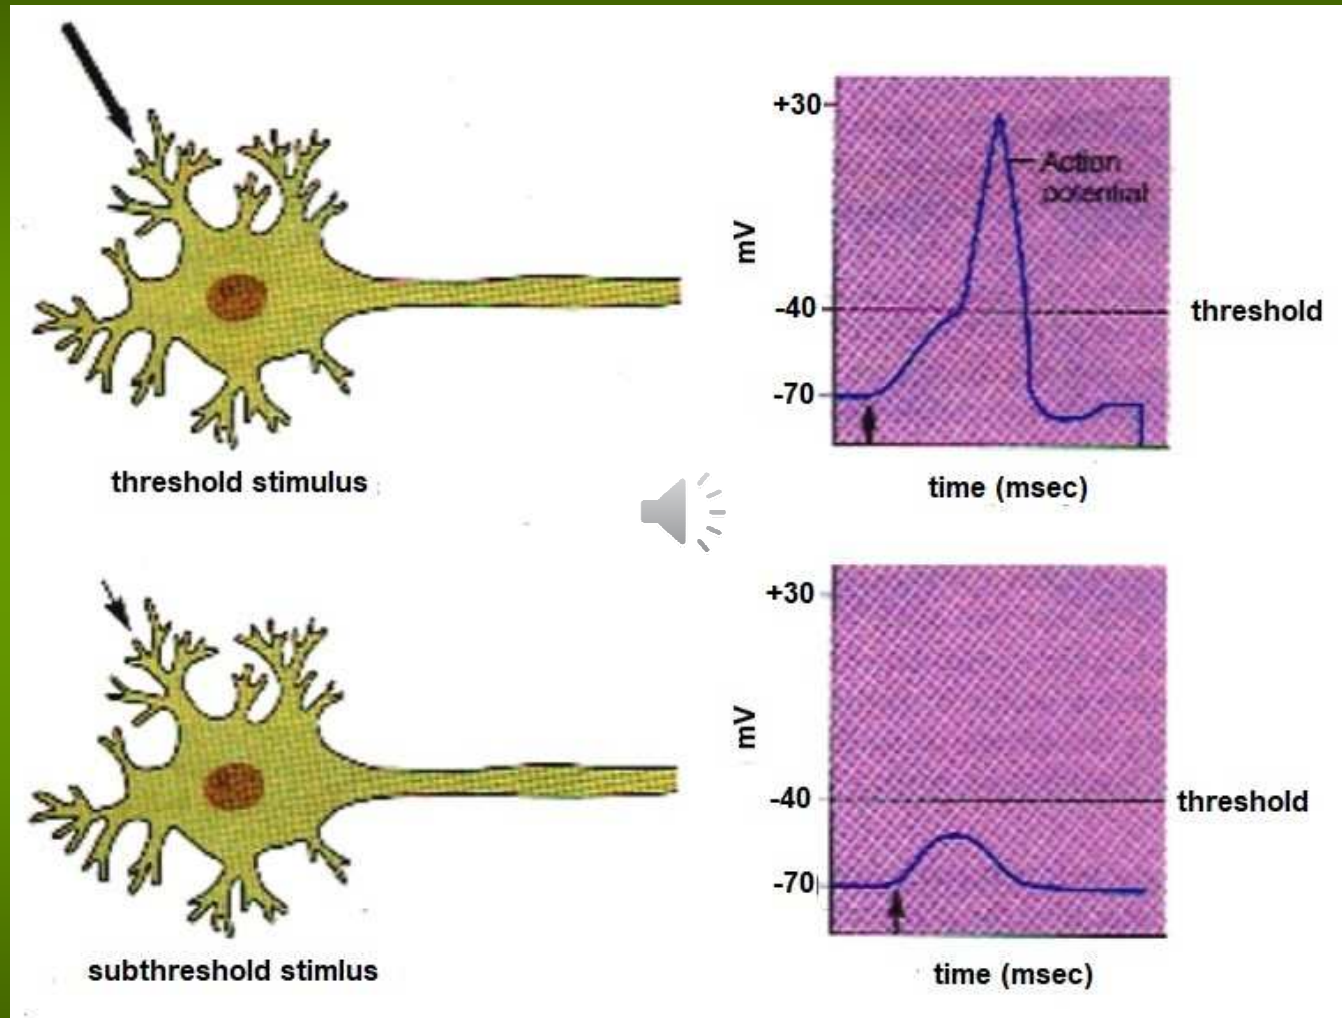 +30
Action
potential
mV
-40
threshold
-70
threshold stimulus
time (msec)
+30
mV
-40
threshold
-70
subthreshold stimlus
time (msec)